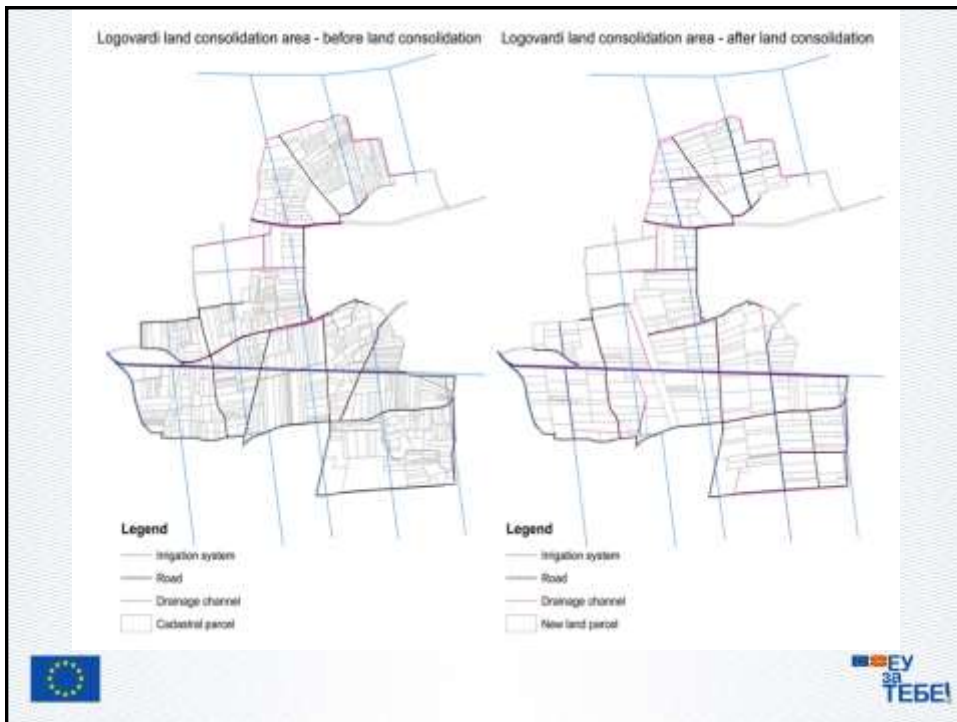 Logovardi land consolidation area - before land consolidation
Logovardi land consolidation area - after land consolidation
Legend
Irrigation system
Road
Drainage channel
Cadastral parcel
Legend
Irrigation system
Road
Drainage channel
New land parcel
ЕУ
за
ТЕБЕ!